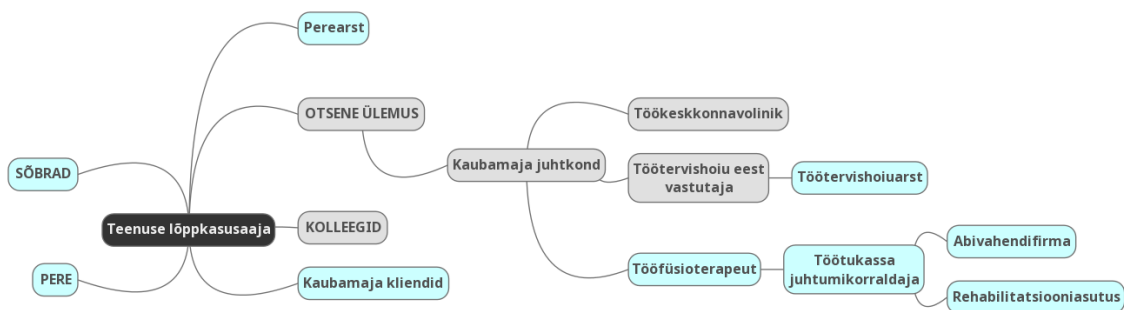 Perearst
OTSENE ÜLEMUS
Töökeskkonnavolinik
Kaubamaja juhtkond
Töötervishoiu eest
vastutaja
Töötervishoiuarst
SÕBRAD
Teenuse lõppkasusaaja
KOLLEEGID
Abivahendifirma
PERE
Kaubamaja kliendid
Tööfüsioterapeut
Töötukassa
juhtumikorraldaja
Rehabilitatsiooniasutus